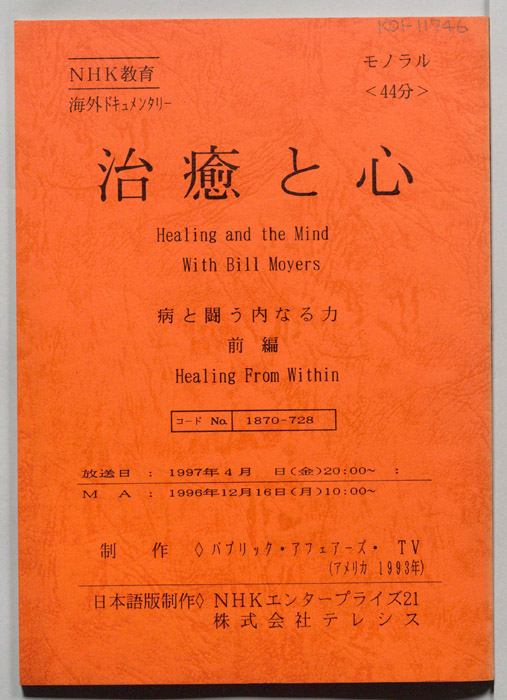 KDF11746
NHK教育
海外ドキュメンタリー
モノラル
＜44分＞
治癒と心
Healing and the Mind
With Bill Moyers
病と闘う内なる力
前編
Healing From Within
コード No. 1870-728
放送日 : 1997年4月 日(金)20:00~ :
MA : 1996年12月16日(月)10:00~
制作 ◇ パブリック・アフェアーズ・TV
(アメリカ 1993年)
日本語版制作◇ NHKエンタープライズ21
株式会社テレシス